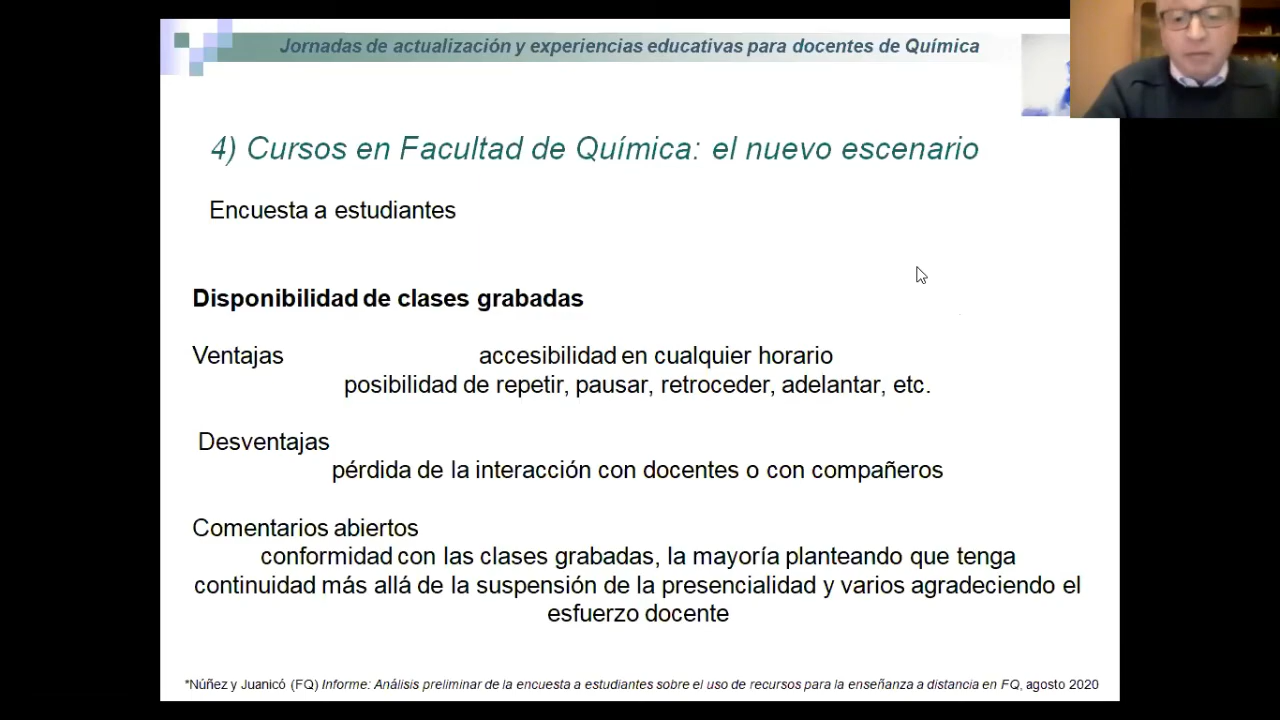 Jornadas de actualización y experiencias educativas para docentes de Química
4) Cursos en Facultad de Química: el nuevo escenario
Encuesta a estudiantes
Disponibilidad de clases grabadas
Ventajas accesibilidad en cualquier horario
posibilidad de repetir, pausar, retroceder, adelantar, etc.
Desventajas
pérdida de la interacción con docentes o con compañeros
Comentarios abiertos
conformidad con las clases grabadas, la mayoría planteando que tenga
continuidad más allá de la suspensión de la presencialidad y varios agradeciendo el
esfuerzo docente
*Núñez y Juanicó (FQ) Informe: Análisis preliminar de la encuesta a estudiantes sobre el uso de recursos para la enseñanza a distancia en FQ, agosto 2020